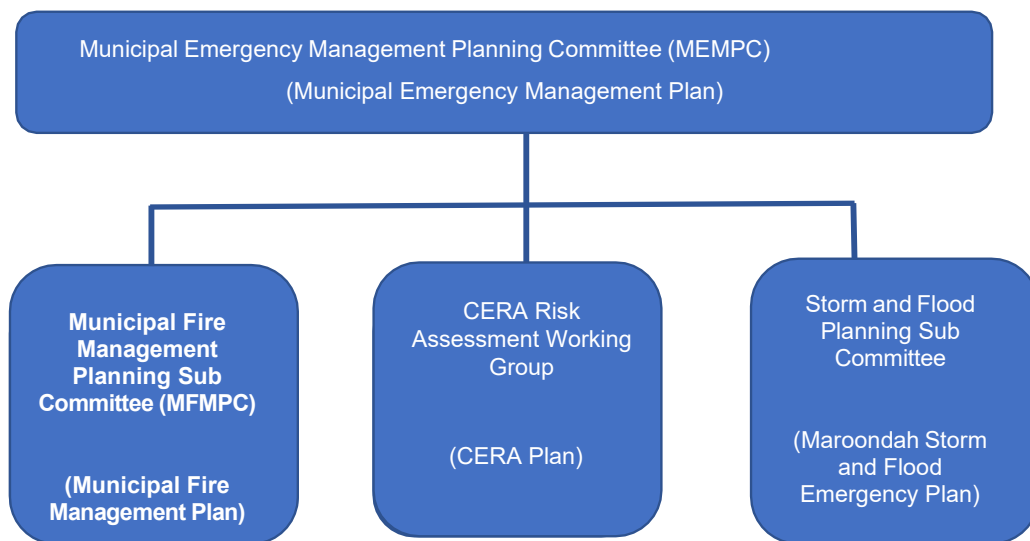 Municipal Emergency Management Planning Committee (MEMPC)
(Municipal Emergency Management Plan)
Municipal Fire
Management
Planning Sub
Committee (MFMPC)
(Municipal Fire
Management Plan)
CERA Risk
Assessment Working
Group
(CERA Plan)
Storm and Flood
Planning Sub
Committee
(Maroondah Storm
and Flood
Emergency Plan)